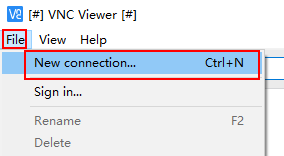 V2 [#] VNC Viewer [#]
File View Help
New connection... Ctrl+N
Sign in...
Rename F2
Delete